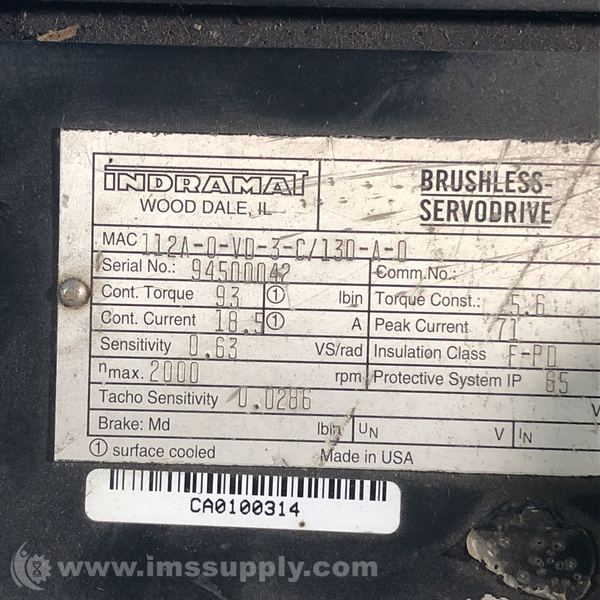 INDRAMAT
WOOD DALE, IL
BRUSHLESS-
SERVODRIVE
MAC 112A-0-VD-3-C/130-A-0
Serial No.: 94500042
Comm.No.:
Cont. Torque 93 ① lbin
Torque Const.: 5.6
Cont. Current 18.5 ① A
Peak Current 71
Sensitivity 0.63 VS/rad
Insulation Class F-PD
nmax. 2000 rpm
Protective System IP 65
Tacho Sensitivity 0.0286
V
Brake: Md lbin UN V IN
① surface cooled Made in USA
CA0100314
www.imssupply.com